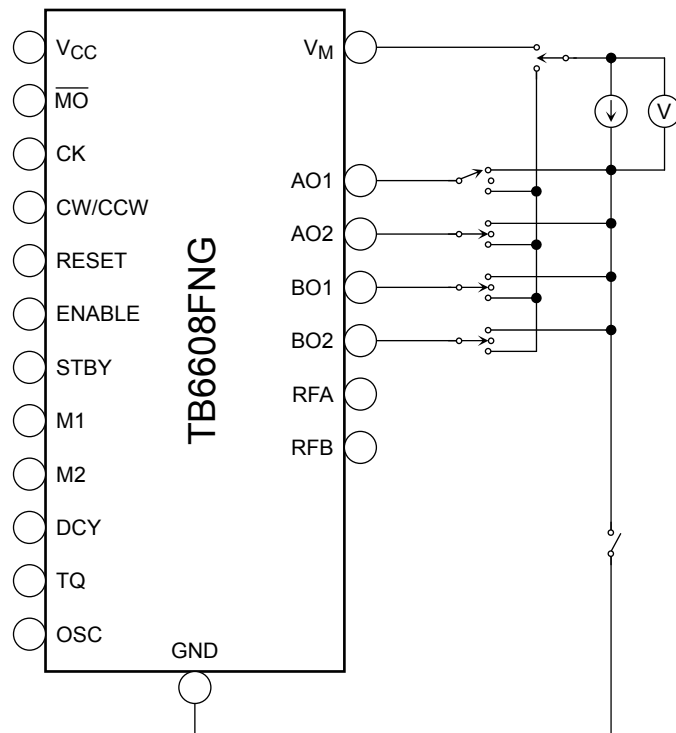 VCC
MO
CK
CW/CCW
RESET
ENABLE
STBY
M1
M2
DCY
TQ
OSC
TB6608FNG
GND
VM
AO1
AO2
BO1
BO2
RFA
RFB
V